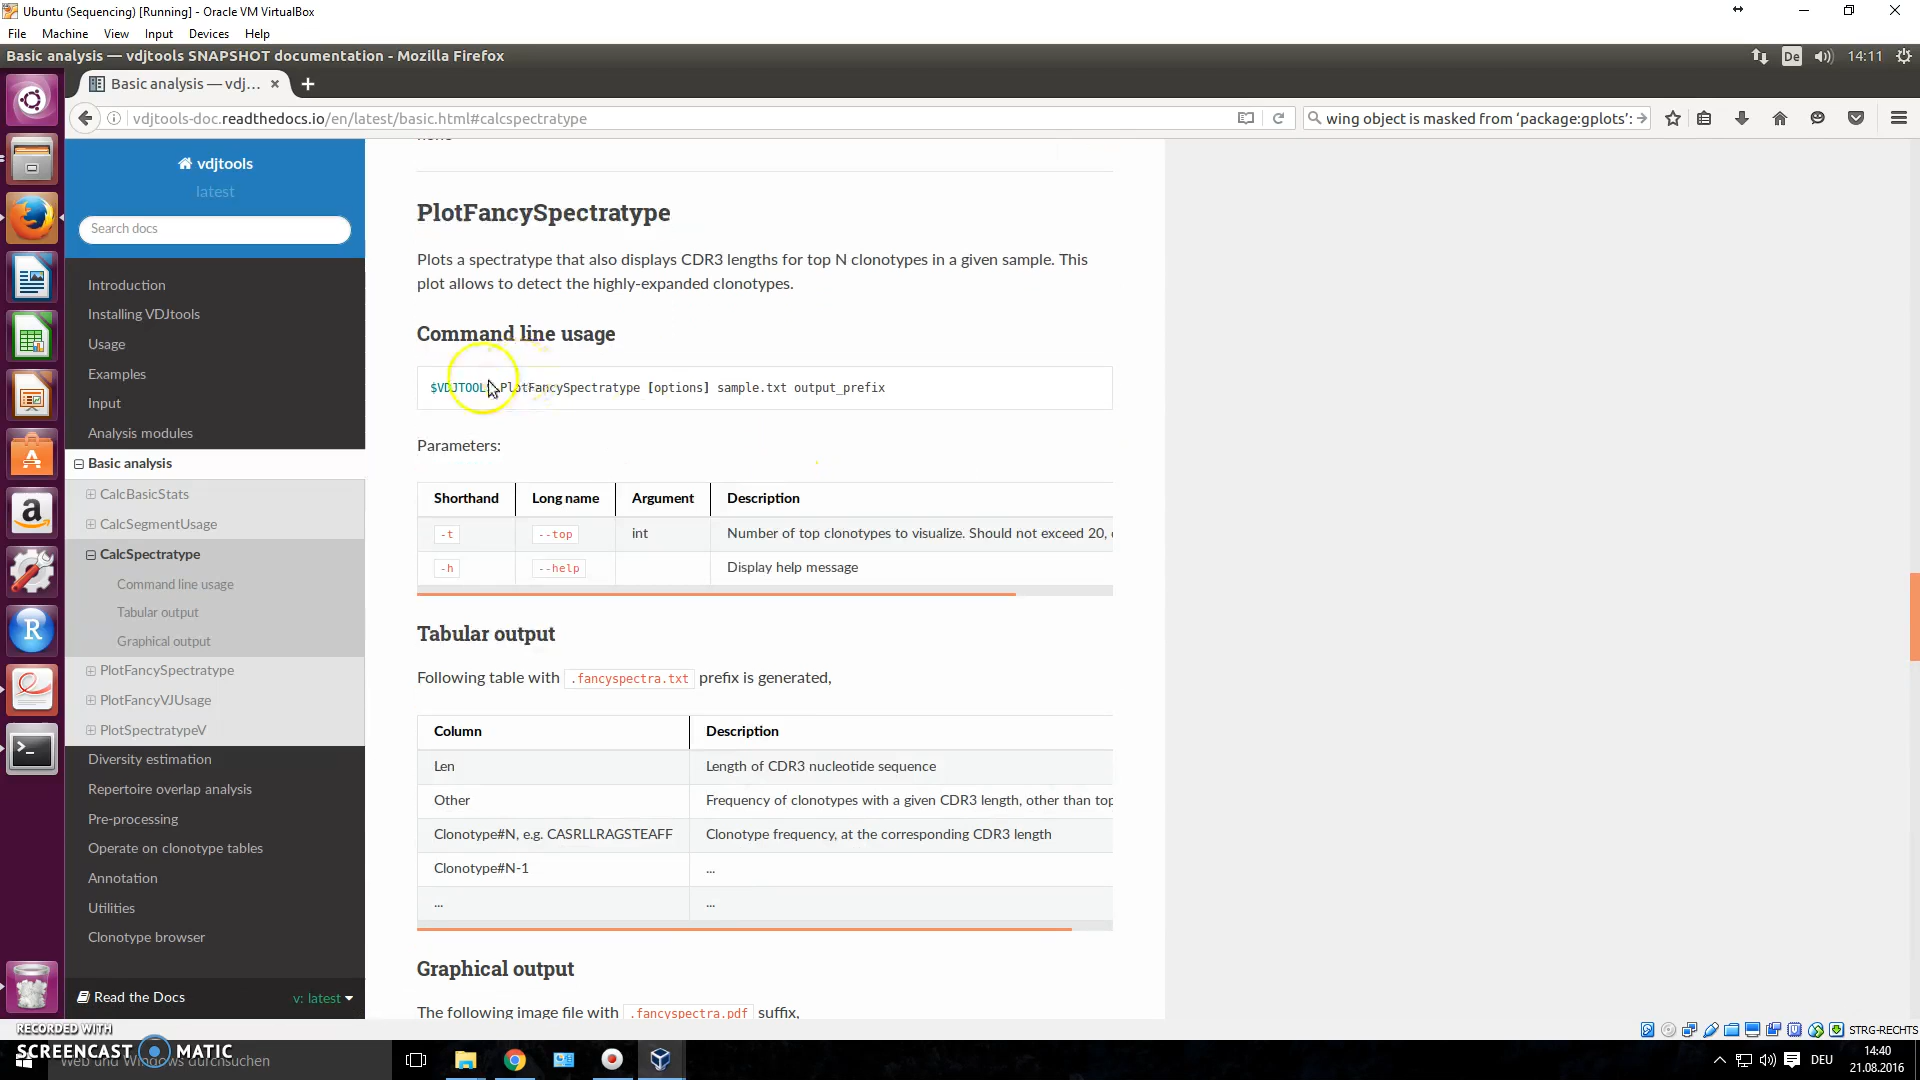 Ubuntu (Sequencing) [Running] - Oracle VM VirtualBox
File Machine View Input Devices Help
Basic analysis — vdjtools SNAPSHOT documentation - Mozilla Firefox
De 14:11
Basic analysis — vdj...
vdjtools-doc.readthedocs.io/en/latest/basic.html#calcspectratype
wing object is masked from ‘package:gplots’:
vdjtools
latest
Search docs
Introduction
Installing VDJtools
Usage
Examples
Input
Analysis modules
Basic analysis
CalcBasicStats
CalcSegmentUsage
CalcSpectratype
Command line usage
Tabular output
Graphical output
PlotFancySpectratype
PlotFancyVJUsage
PlotSpectratypeV
Diversity estimation
Repertoire overlap analysis
Pre-processing
Operate on clonotype tables
Annotation
Utilities
Clonotype browser
Read the Docs v: latest
PlotFancySpectratype
Plots a spectratype that also displays CDR3 lengths for top N clonotypes in a given sample. This
plot allows to detect the highly-expanded clonotypes.
Command line usage
$VDJTOOLS PlotFancySpectratype [options] sample.txt output_prefix
Parameters:
Shorthand Long name Argument Description
-t --top int Number of top clonotypes to visualize. Should not exceed 20,
-h --help Display help message
Tabular output
Following table with .fancyspectra.txt prefix is generated,
Column Description
Len Length of CDR3 nucleotide sequence
Other Frequency of clonotypes with a given CDR3 length, other than top
Clonotype#N, e.g. CASRLLRAGSTEAFF Clonotype frequency, at the corresponding CDR3 length
Clonotype#N-1 ...
... ...
Graphical output
The following image file with .fancyspectra.pdf suffix,
STRG-RECHTS
RECORDED WITH
SCREENCAST MATIC
Web und Windows durchsuchen
DEU
14:40
21.08.2016